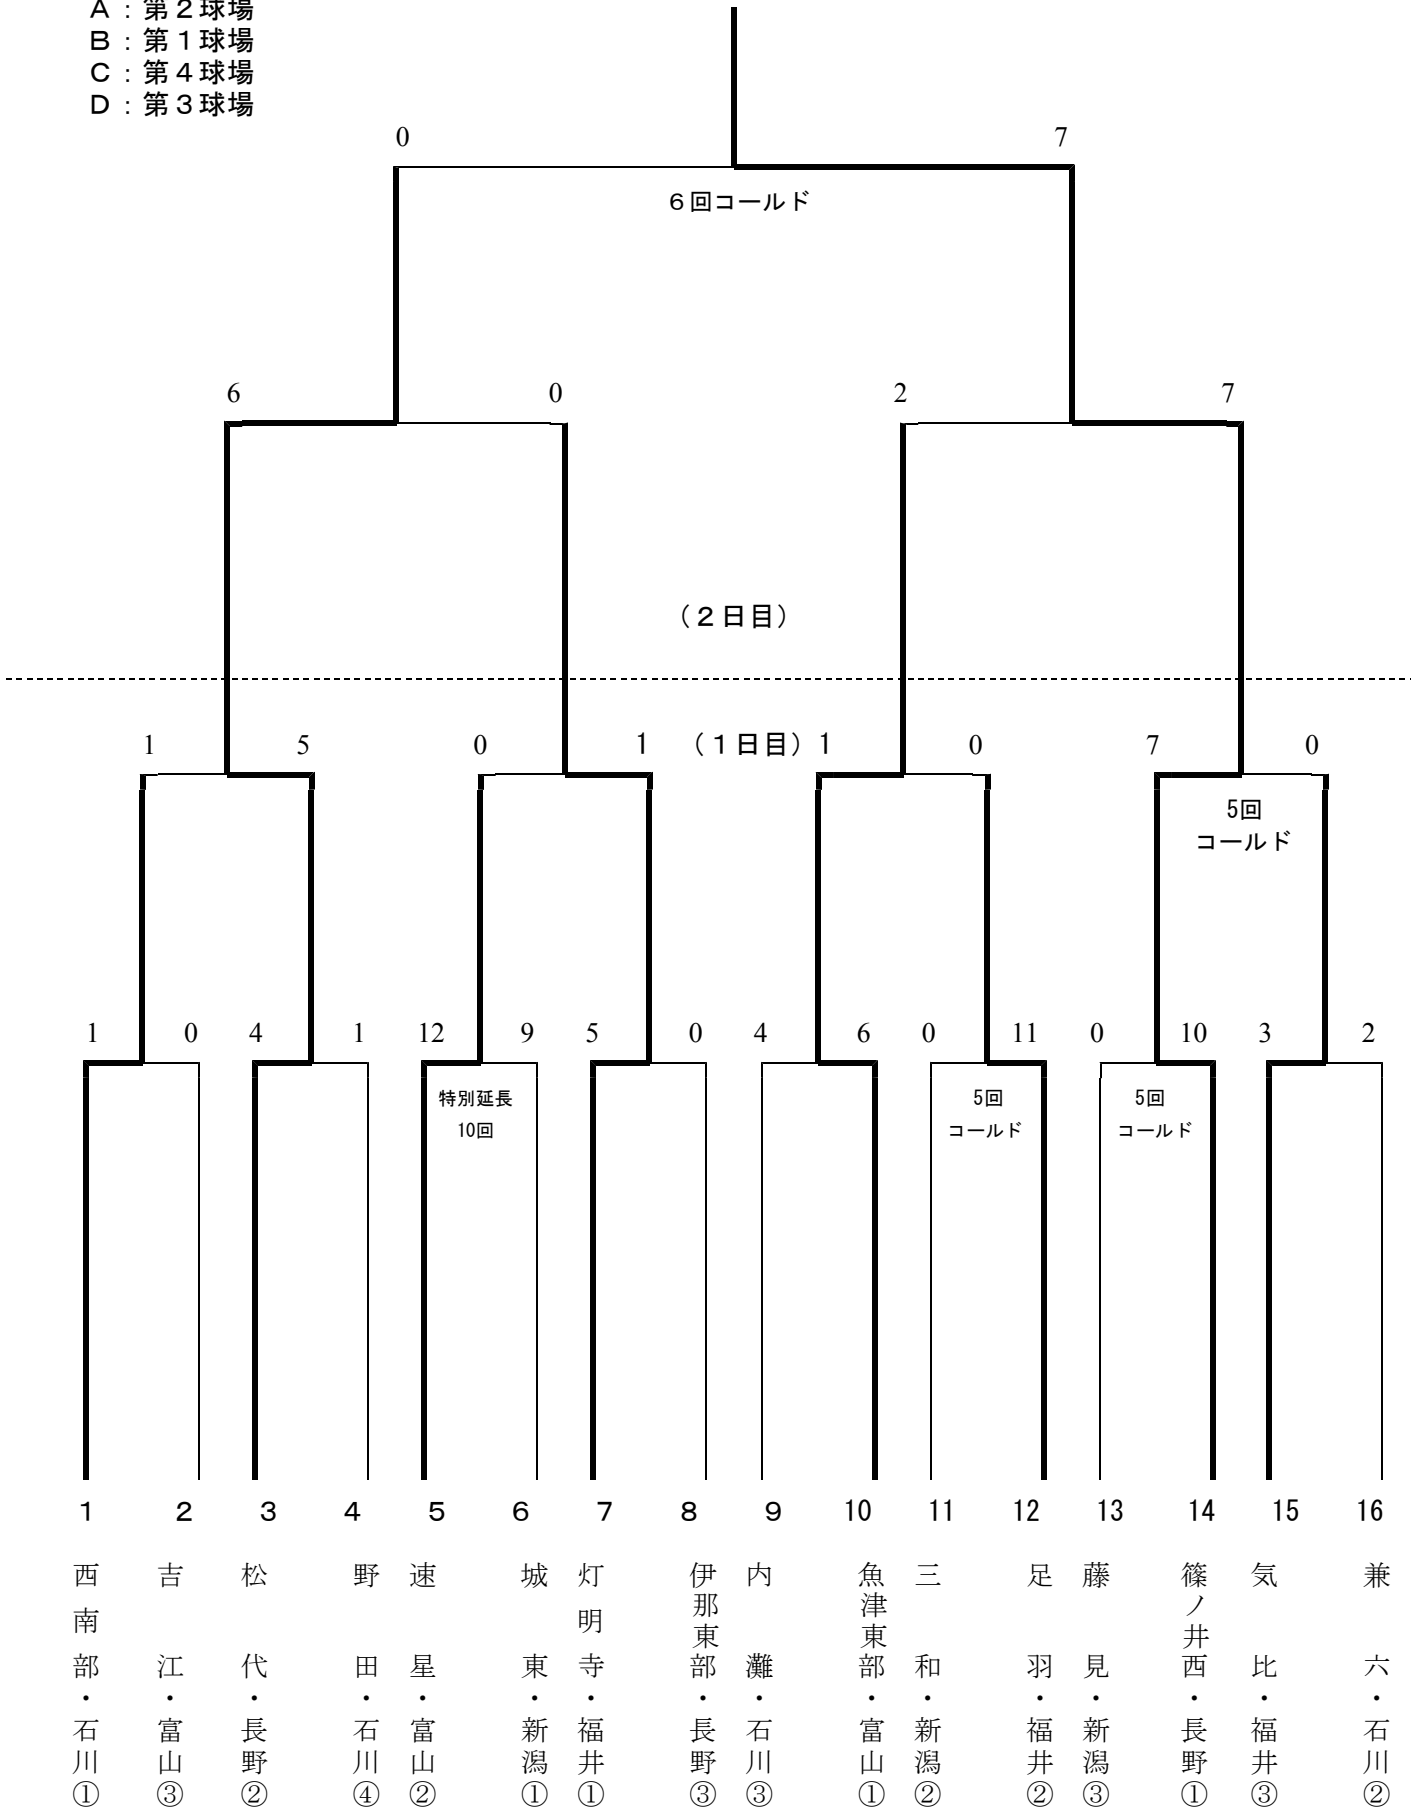 A：第２球場
B：第１球場
C：第４球場
D：第３球場
0 7
６回コールド
6 0 2 7
（２日目）
1 5 0 1 （１日目） 1 0 7 0
5回
コールド
1 0 4 1 12 9 5 0 4 6 0 11 0 10 3 2
特別延長
10回
5回
コールド
5回
コールド
1 2 3 4 5 6 7 8 9 10 11 12 13 14 15 16
西南部・石川①
吉江・富山③
松代・長野②
野田・石川④
速星・富山②
城東・新潟①
灯明寺・福井①
伊那東部・長野③
内灘・石川③
魚津東部・富山①
三和・新潟②
足羽・福井②
藤見・新潟③
篠ノ井西・長野①
気比・福井③
兼六・石川②